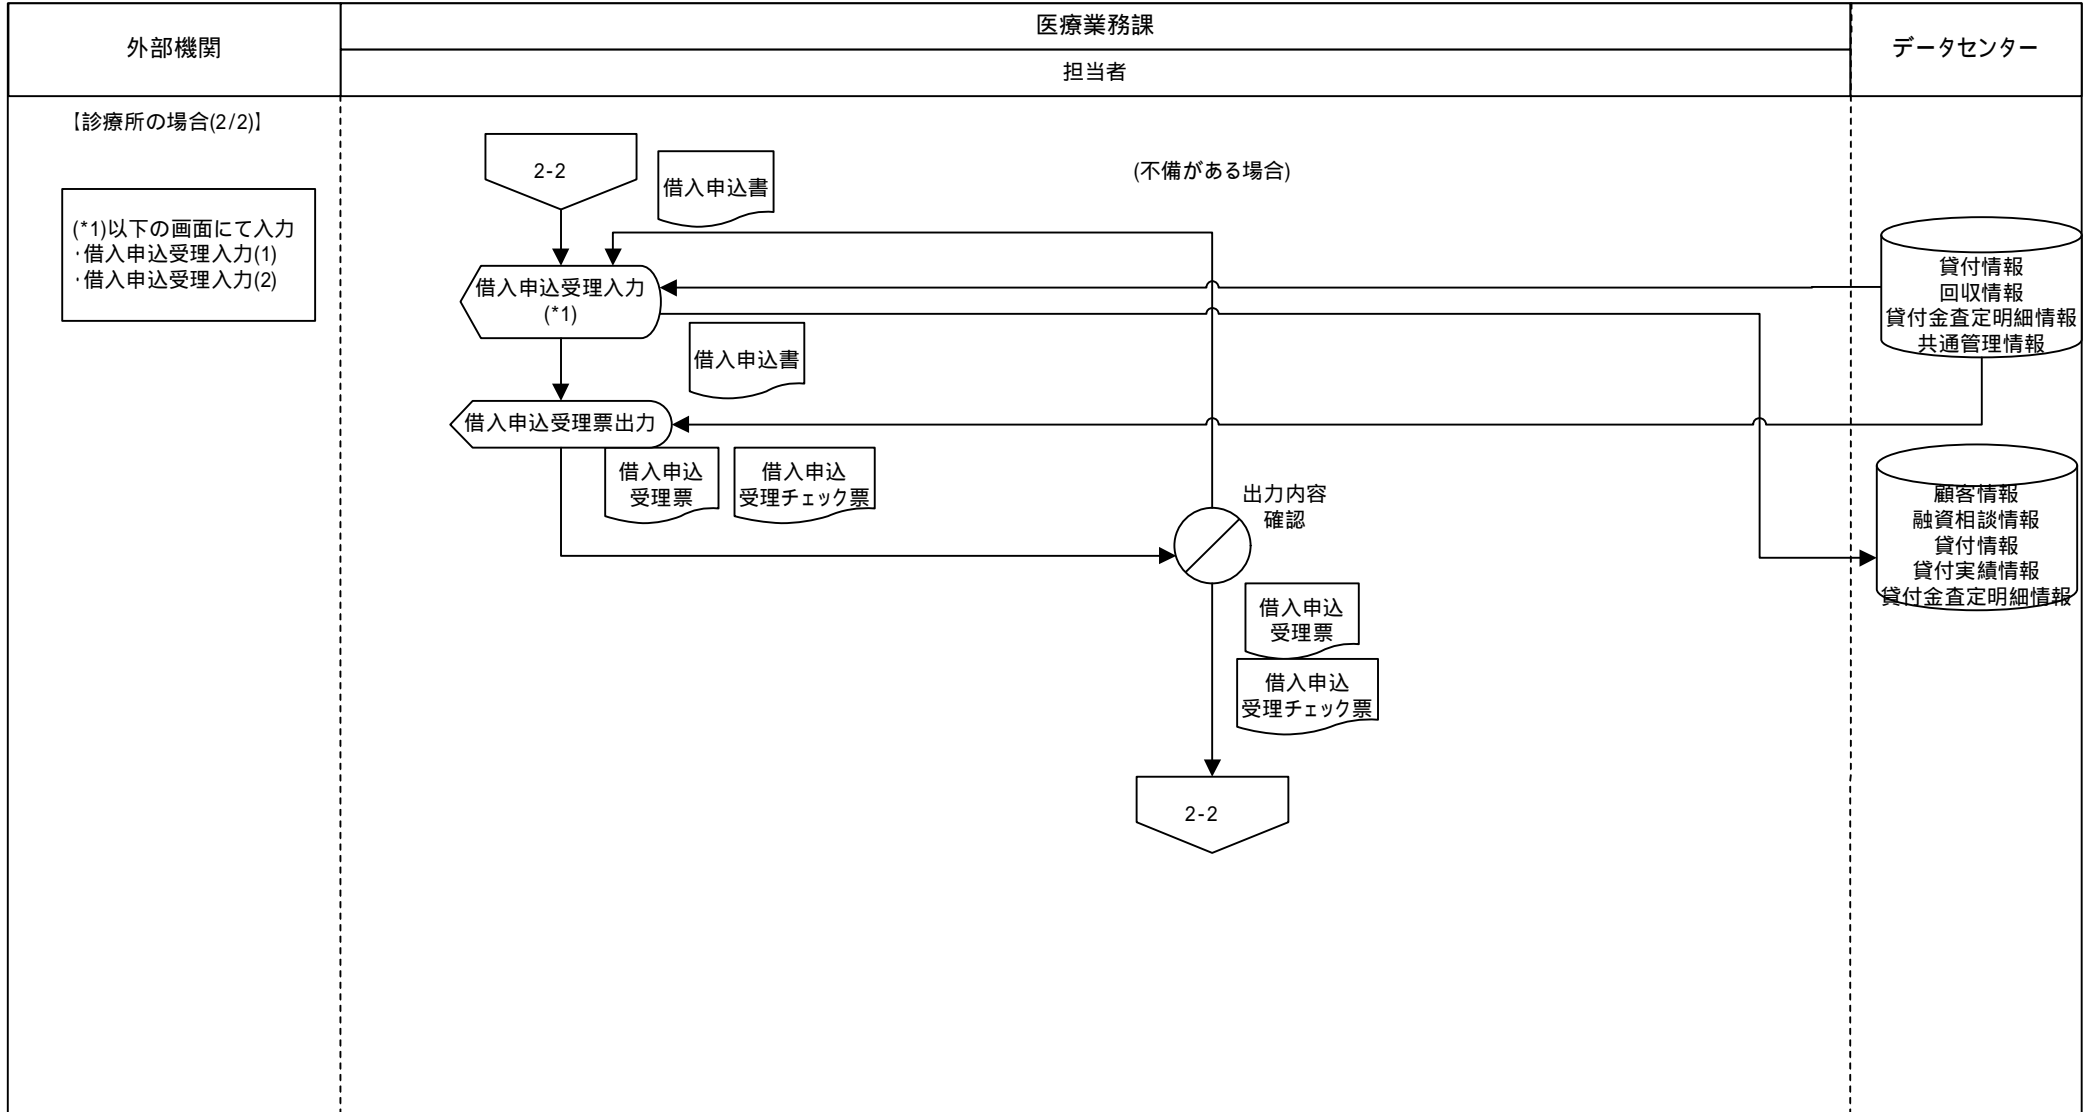 外部機関
医療業務課
担当者
データセンター
【診療所の場合(2/2)】
(*1)以下の画面にて入力
・借入申込受理入力(1)
・借入申込受理入力(2)
2-2
借入申込書
(不備がある場合)
借入申込受理入力
(*1)
借入申込書
貸付情報
回収情報
貸付金査定明細情報
共通管理情報
借入申込受理票出力
借入申込
受理票
借入申込
受理チェック票
出力内容
確認
顧客情報
融資相談情報
貸付情報
貸付実績情報
貸付金査定明細情報
借入申込
受理票
借入申込
受理チェック票
2-2